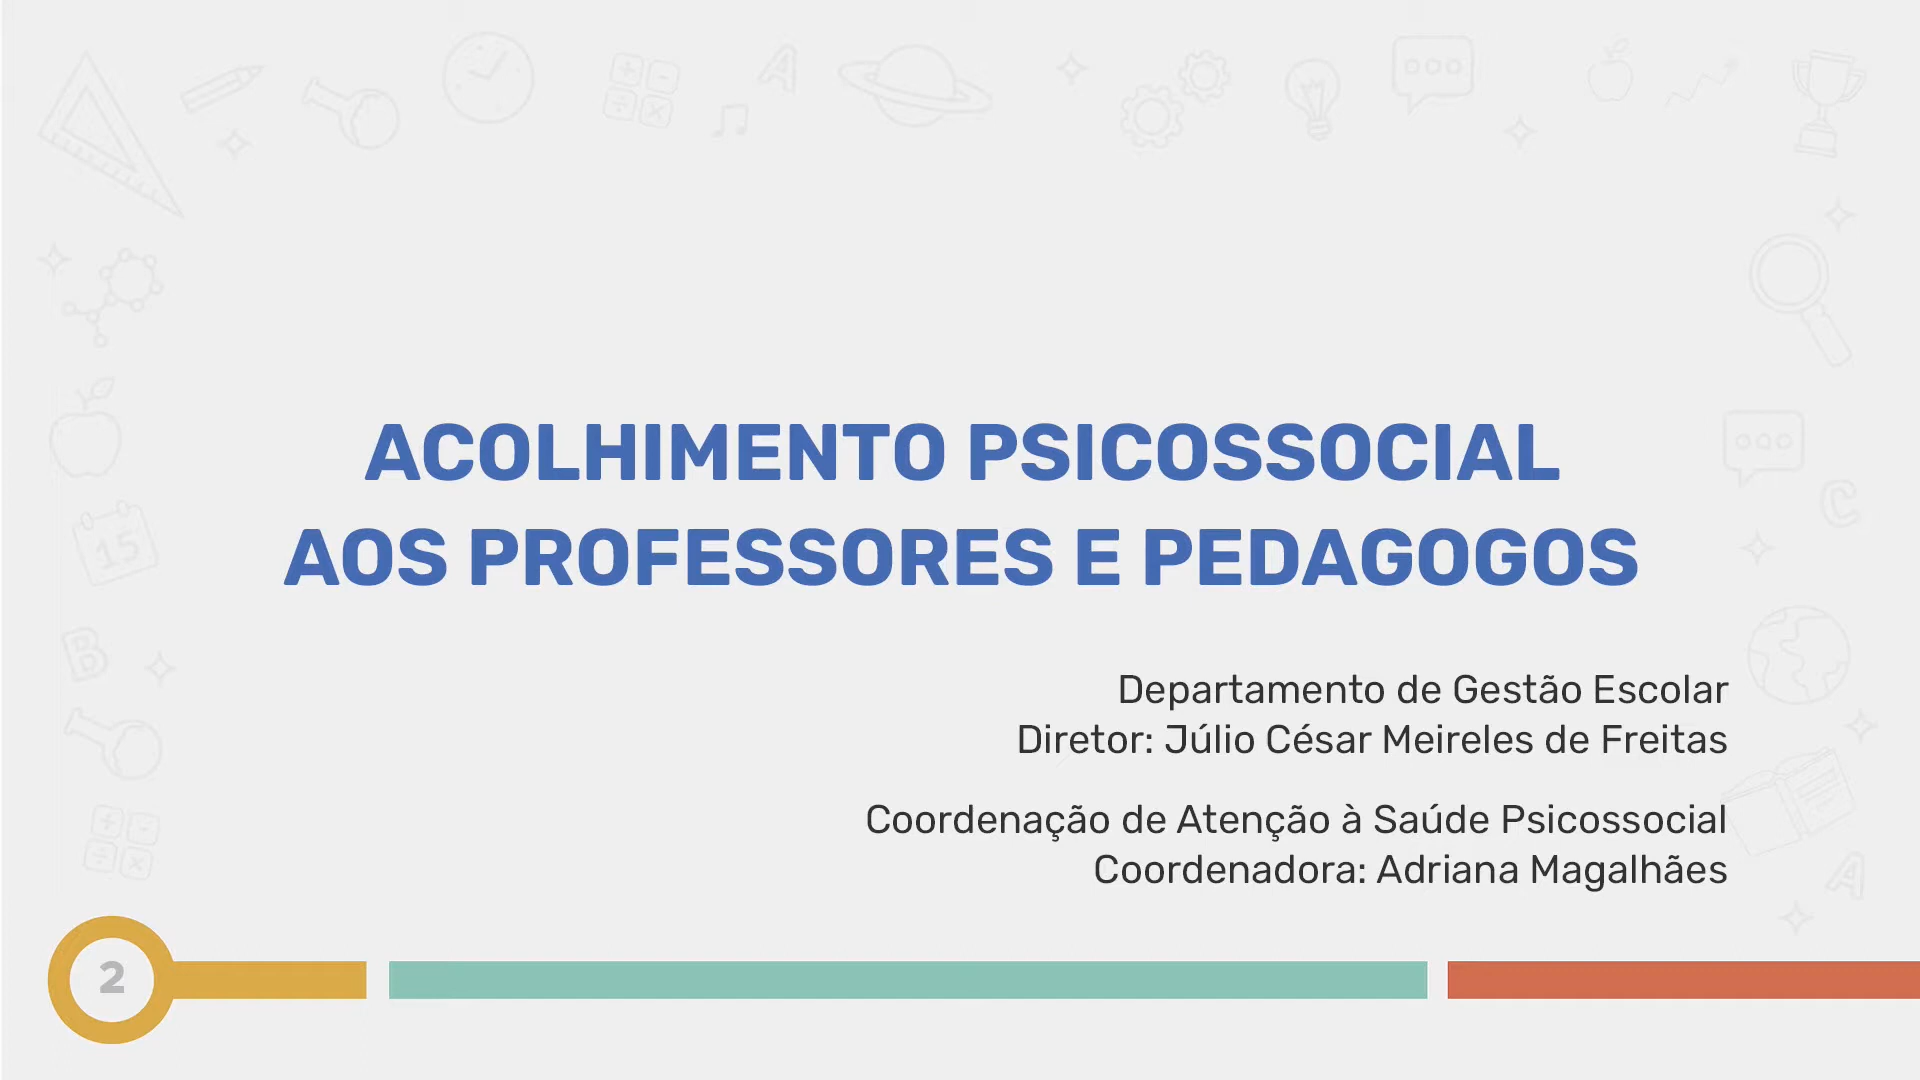 ACOLHIMENTO PSICOSSOCIAL
AOS PROFESSORES E PEDAGOGOS
Departamento de Gestão Escolar
Diretor: Júlio César Meireles de Freitas
Coordenação de Atenção à Saúde Psicossocial
Coordenadora: Adriana Magalhães
2
A
C
15
B
A